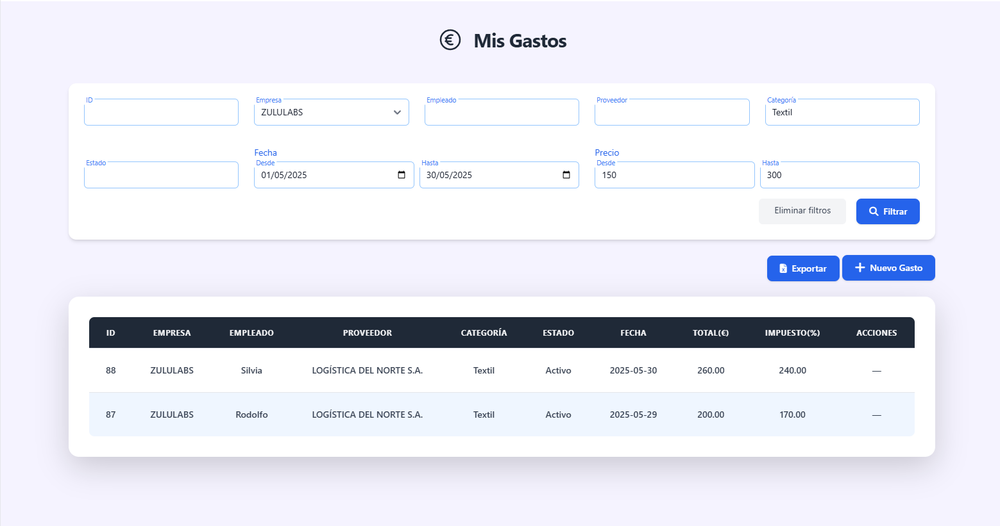 Mis Gastos
ID
Empresa
Empleado
Proveedor
Categoría
ZULULABS
Textil
Fecha
Precio
Estado
Desde
Hasta
Desde
Hasta
01/05/2025
30/05/2025
150
300
Eliminar filtros
Filtrar
Exportar
Nuevo Gasto
ID EMPRESA EMPLEADO PROVEEDOR CATEGORÍA ESTADO FECHA TOTAL(€) IMPUESTO(%) ACCIONES
88 ZULULABS Silvia LOGÍSTICA DEL NORTE S.A. Textil Activo 2025-05-30 260.00 240.00 —
87 ZULULABS Rodolfo LOGÍSTICA DEL NORTE S.A. Textil Activo 2025-05-29 200.00 170.00 —